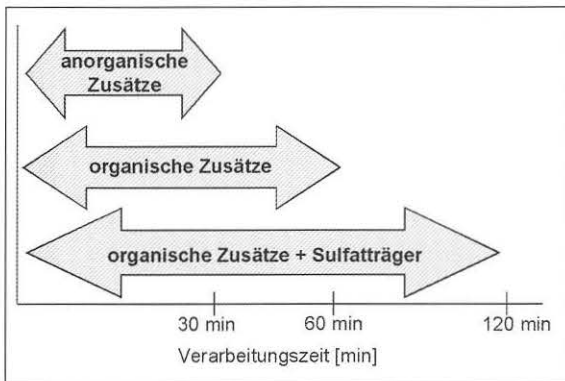 anorganische
Zusätze
organische Zusätze
organische Zusätze + Sulfatträger
30 min
60 min
120 min
Verarbeitungszeit [min]